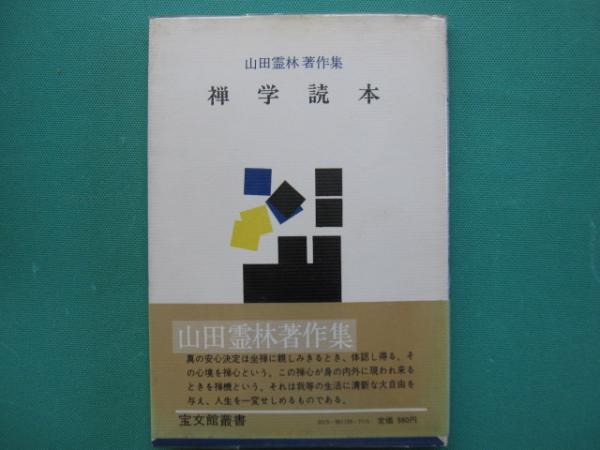 山田霊林著作集
禅学読本
山田霊林著作集
真の安心決定は坐禅に親しみきるとき、体認し得る。そ
の心境を禅心という。この禅心が身の内外に現われ来る
ときを禅機という。それは我等の生活に清新な大自由を
与え、人生を一変せしめるものである。
宝文館叢書
定価 980円